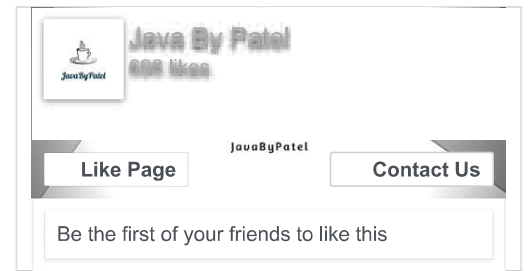 Java By Patel
JavaByPatel
JavaByPatel
Like Page
Contact Us
Be the first of your friends to like this